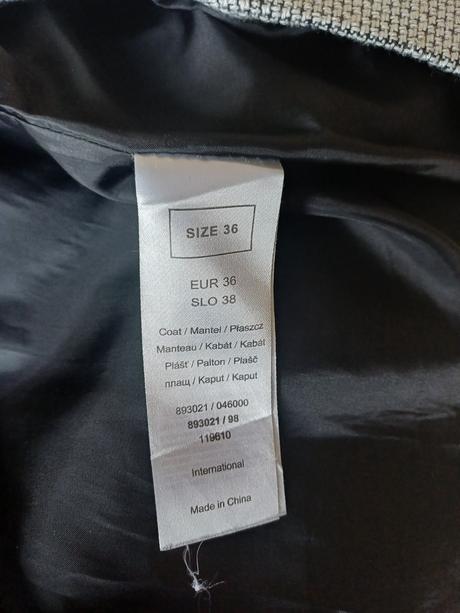 SIZE 36
EUR 36
SLO 38
Coat / Mantel / Płaszcz
Manteau / Kabát / Kabát
Plášť / Palton / Plašč
плащ / Kaput / Kaput
893021 / 046000
893021 / 98
119610
International
Made in China